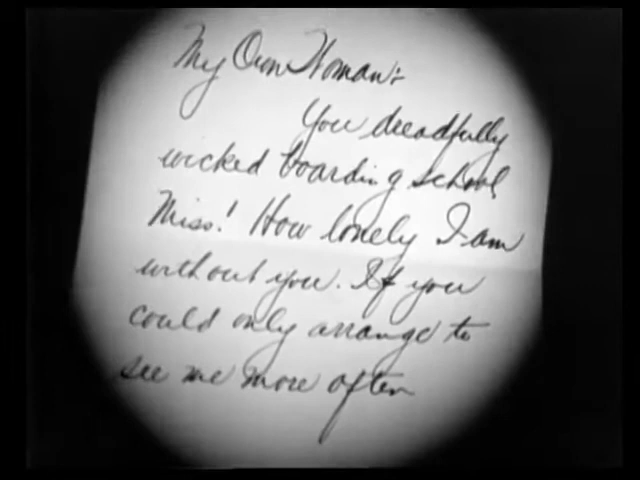 My Own Woman:-
You dreadfully
wicked boarding school
Miss! How lonely I am
without you. If you
could only arrange to
see me more often